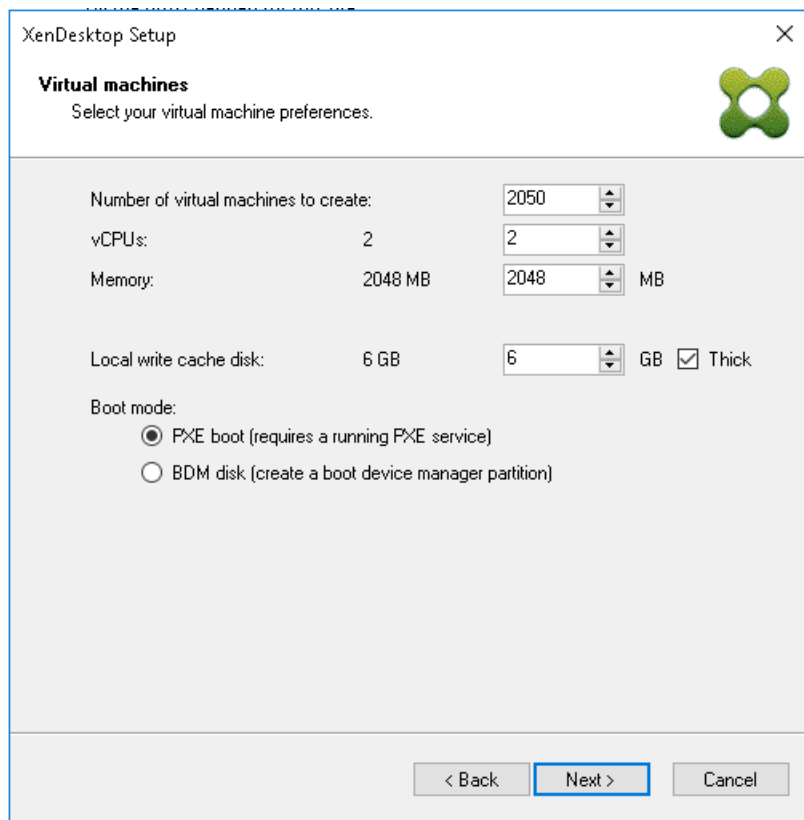 XenDesktop Setup
Virtual machines
Select your virtual machine preferences.
Number of virtual machines to create: 2050
vCPUs: 2 2
Memory: 2048 MB 2048 MB
Local write cache disk: 6 GB 6 GB Thick
Boot mode:
PXE boot (requires a running PXE service)
BDM disk (create a boot device manager partition)
< Back Next > Cancel